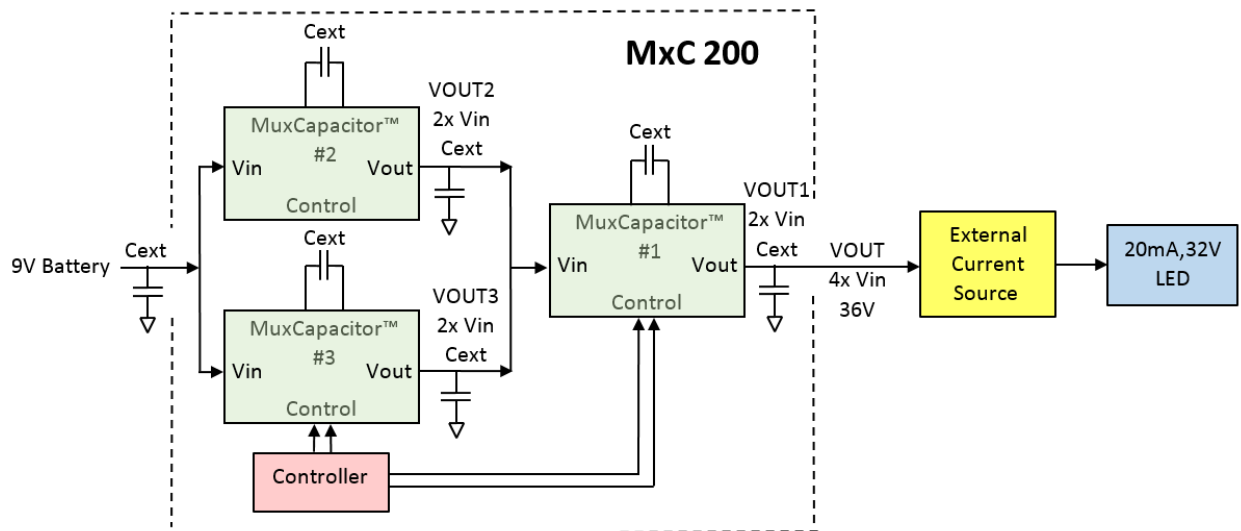 MxC 200
Cext
MuxCapacitor™
#2
Vin
Vout
Control
VOUT2
2x Vin
Cext
9V Battery
Cext
Cext
MuxCapacitor™
#3
Vin
Vout
Control
VOUT3
2x Vin
Cext
Controller
Cext
MuxCapacitor™
#1
Vin
Vout
Control
VOUT1
2x Vin
Cext
VOUT
4x Vin
36V
External
Current
Source
20mA,32V
LED